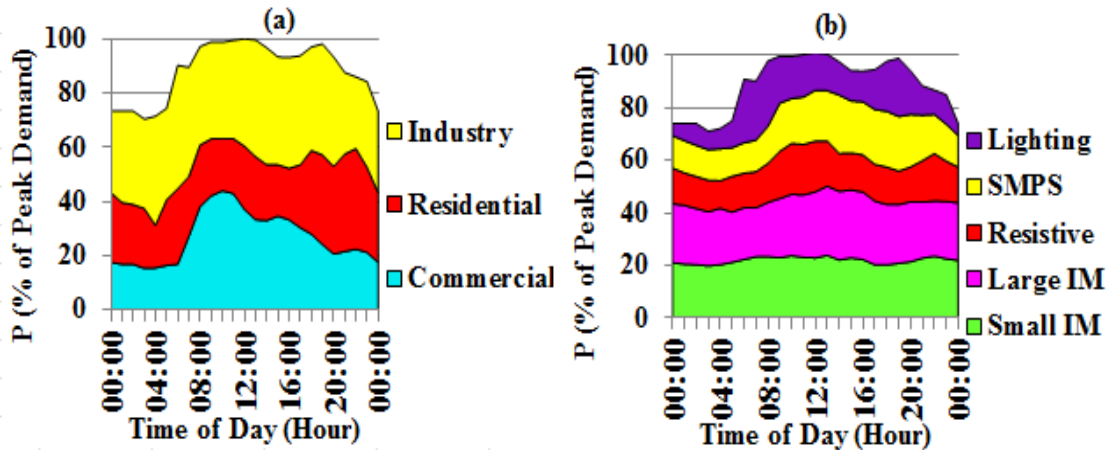 (a)
P (% of Peak Demand)
100
80
60
40
20
0
00:00
04:00
08:00
12:00
16:00
20:00
00:00
Time of Day (Hour)
Industry
Residential
Commercial
(b)
P (% of Peak Demand)
100
80
60
40
20
0
00:00
04:00
08:00
12:00
16:00
20:00
00:00
Time of Day (Hour)
Lighting
SMPS
Resistive
Large IM
Small IM